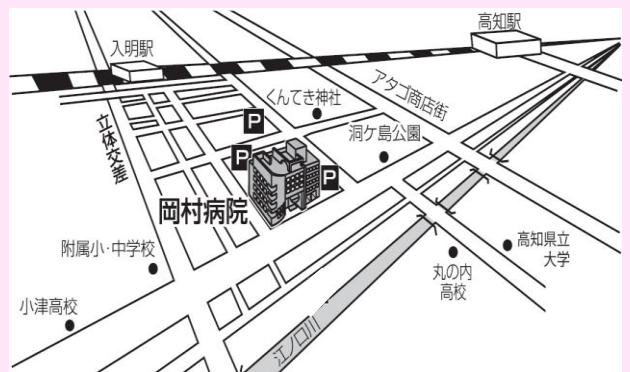 高知駅
入明駅
アタゴ商店街
くんてき神社
P
洞ケ島公園
立体交差
P
P
岡村病院
附属小・中学校
高知県立
大学
丸の内
高校
小津高校
江ノ口川